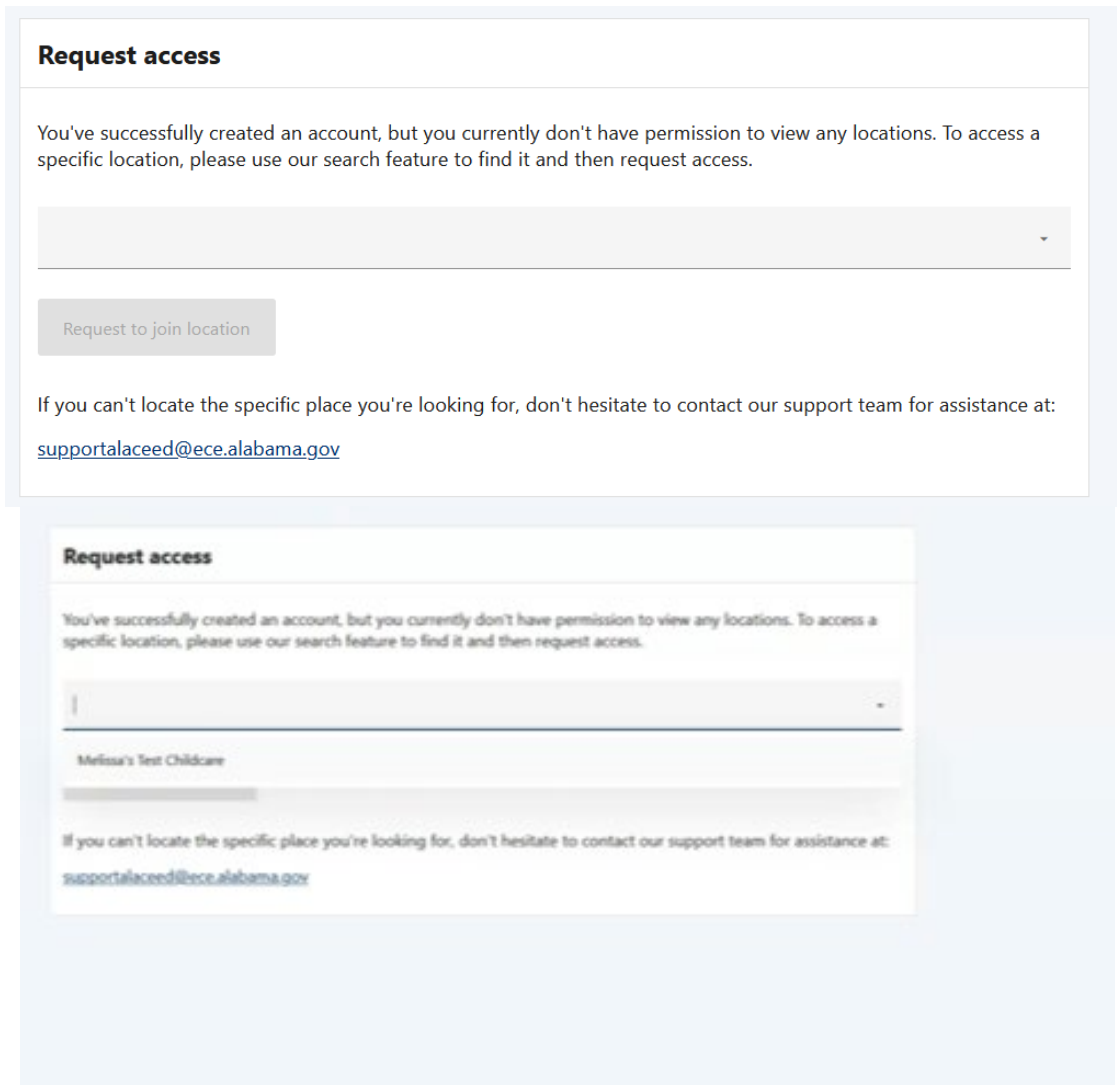 Request access
You've successfully created an account, but you currently don't have permission to view any locations. To access a
specific location, please use our search feature to find it and then request access.
Request to join location
If you can't locate the specific place you're looking for, don't hesitate to contact our support team for assistance at:
supportalaceed@ece.alabama.gov
Request access
You've successfully created an account, but you currently don't have permission to view any locations. To access a
specific location, please use our search feature to find it and then request access.
Melissa's Test Childcare
If you can't locate the specific place you're looking for, don't hesitate to contact our support team for assistance at:
supportalaceed@ece.alabama.gov